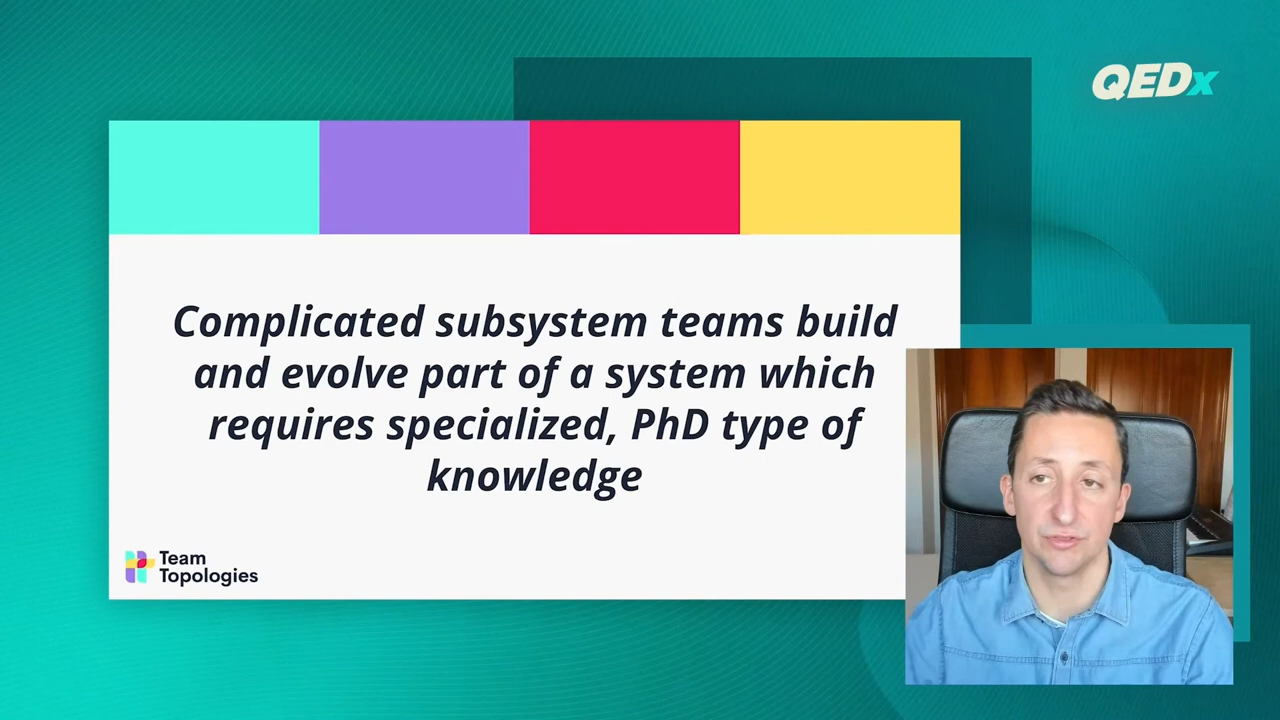 QEDx
Complicated subsystem teams build
and evolve part of a system which
requires specialized, PhD type of
knowledge
Team
Topologies